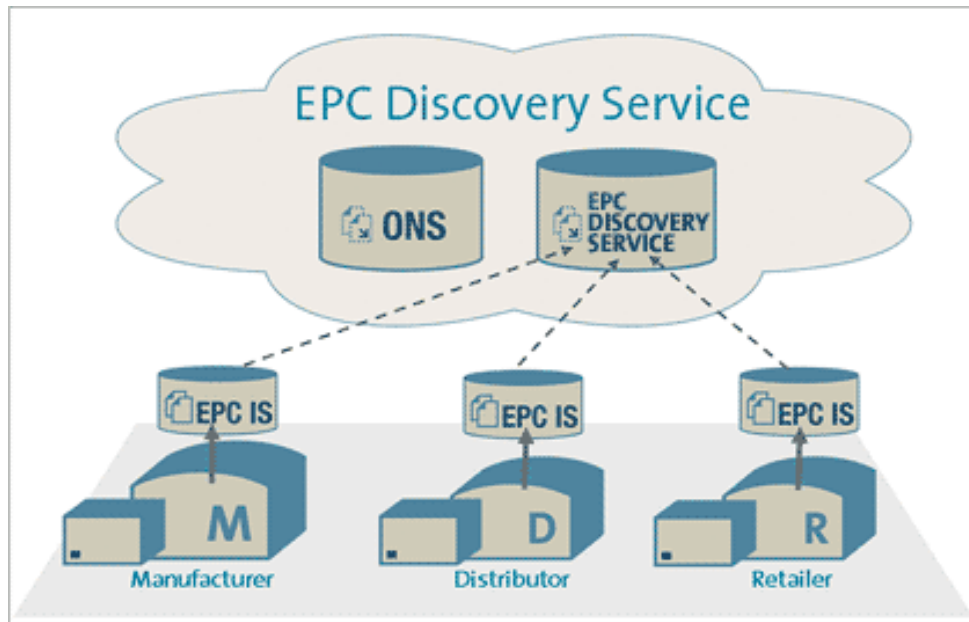 EPC Discovery Service
ONS
EPC
DISCOVERY
SERVICE
EPC IS
EPC IS
EPC IS
M
D
R
Manufacturer
Distributor
Retailer